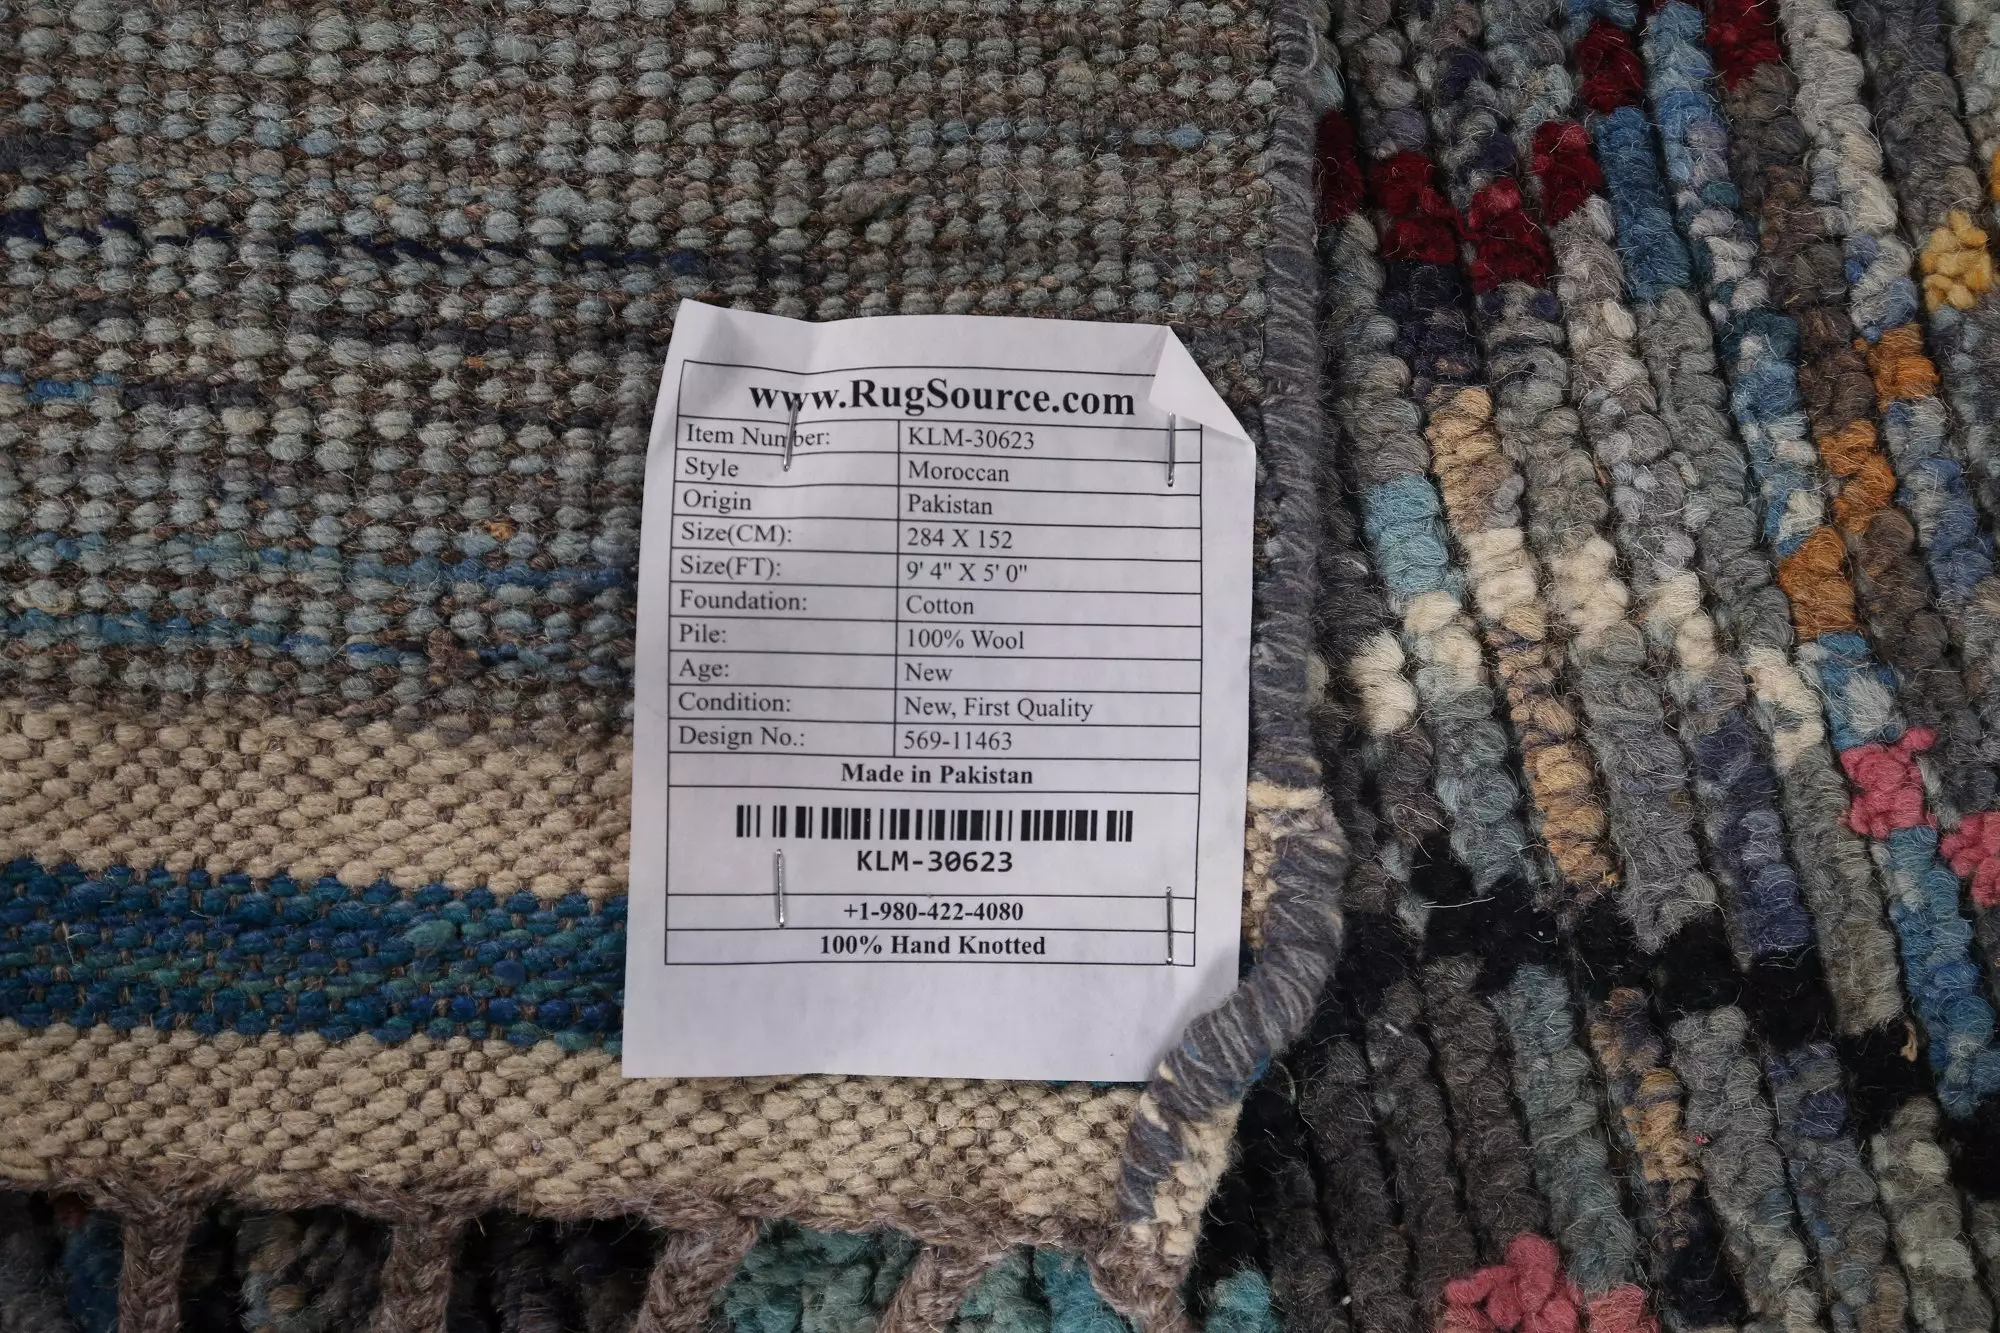 www.RugSource.com
Item Number: KLM-30623
Style Moroccan
Origin Pakistan
Size(CM): 284 X 152
Size(FT): 9' 4" X 5' 0"
Foundation: Cotton
Pile: 100% Wool
Age: New
Condition: New, First Quality
Design No.: 569-11463
Made in Pakistan
KLM-30623
+1-980-422-4080
100% Hand Knotted